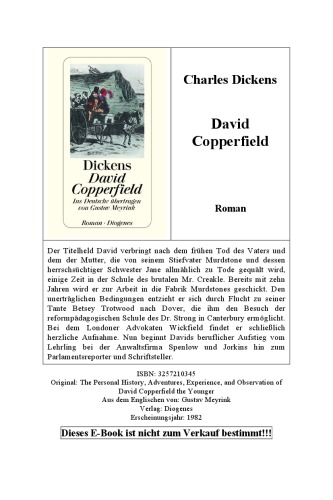 Charles Dickens
David
Copperfield
Roman
Dickens
David
Copperfield
Ins Deutsche übertragen
von Gustav Meyrink
Roman · Diogenes
Der Titelheld David verbringt nach dem frühen Tod des Vaters und
dem der Mutter, die von seinem Stiefvater Murdstone und dessen
herrschsüchtiger Schwester Jane allmählich zu Tode gequält wird,
einige Zeit in der Schule des brutalen Mr. Creakle. Bereits mit zehn
Jahren wird er zur Arbeit in die Fabrik Murdstones geschickt. Den
unerträglichen Bedingungen entzieht er sich durch Flucht zu seiner
Tante Betsey Trotwood nach Dover, die ihm den Besuch der
reformpädagogischen Schule des Dr. Strong in Canterbury ermöglicht.
Bei dem Londoner Advokaten Wickfield findet er schließlich
herzliche Aufnahme. Nun beginnt Davids beruflicher Aufstieg vom
Lehrling bei der Anwaltsfirma Spenlow und Jorkins hin zum
Parlamentsreporter und Schriftsteller.
ISBN: 3257210345
Original: The Personal History, Adventures, Experience, and Observation of
David Copperfield the Younger
Aus dem Englischen von: Gustav Meyrink
Verlag: Diogenes
Erscheinungsjahr: 1982
Dieses E-Book ist nicht zum Verkauf bestimmt!!!